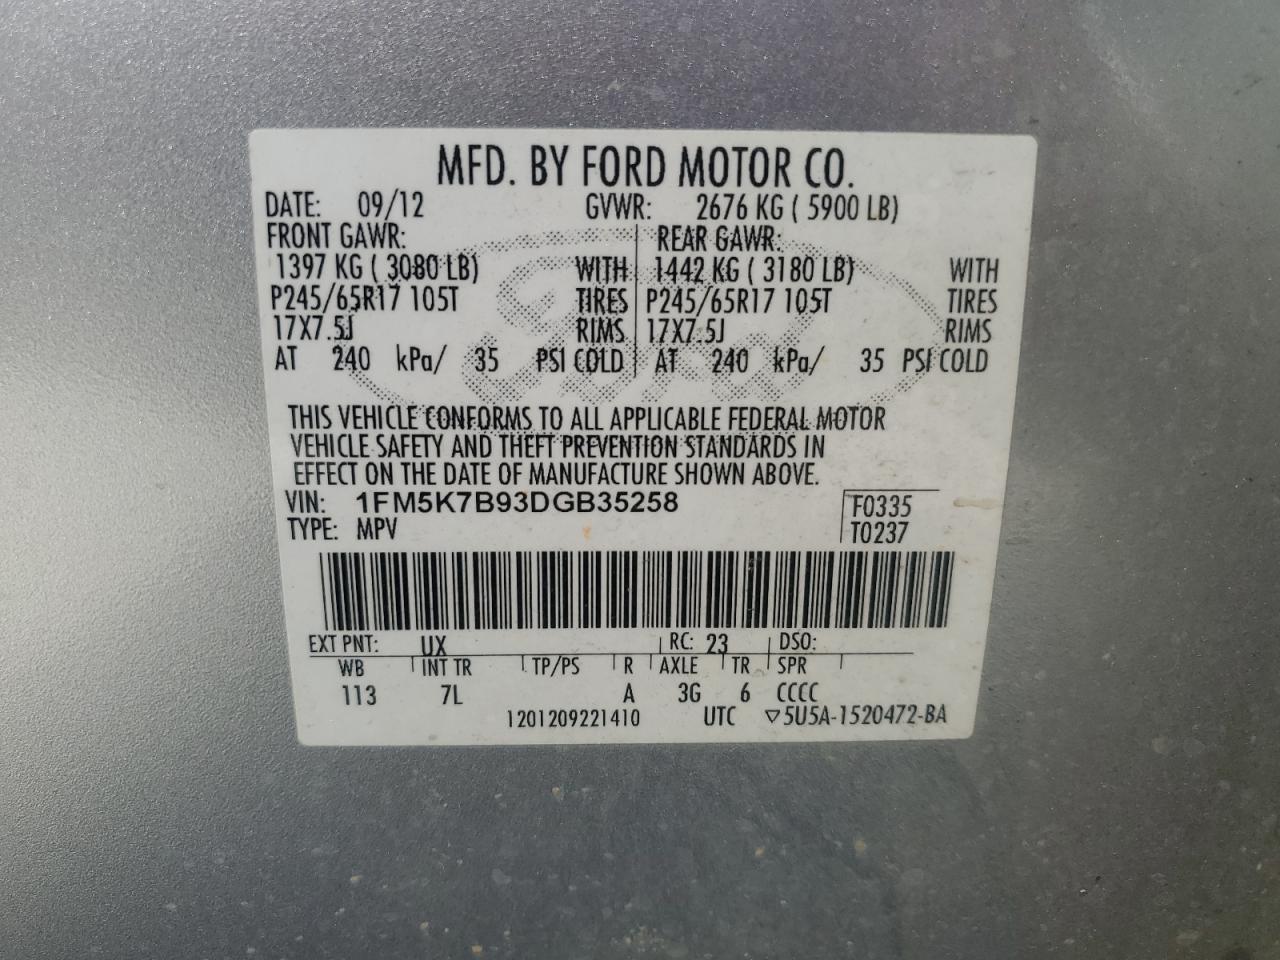 MFD. BY FORD MOTOR CO.
DATE: 09/12 GVWR: 2676 KG ( 5900 LB)
FRONT GAWR: REAR GAWR:
1397 KG ( 3080 LB) WITH 1442 KG ( 3180 LB) WITH
P245/65R17 105T TIRES P245/65R17 105T TIRES
17X7.5J RIMS 17X7.5J RIMS
AT 240 kPa/ 35 PSI COLD AT 240 kPa/ 35 PSI COLD
THIS VEHICLE CONFORMS TO ALL APPLICABLE FEDERAL MOTOR
VEHICLE SAFETY AND THEFT PREVENTION STANDARDS IN
EFFECT ON THE DATE OF MANUFACTURE SHOWN ABOVE.
VIN: 1FM5K7B93DGB35258 F0335
TYPE: MPV T0237
EXT PNT: UX RC: 23 DSO:
WB INT TR TP/PS R AXLE TR SPR
113 7L A 3G 6 CCCC
1201209221410 UTC ▽5U5A-1520472-BA